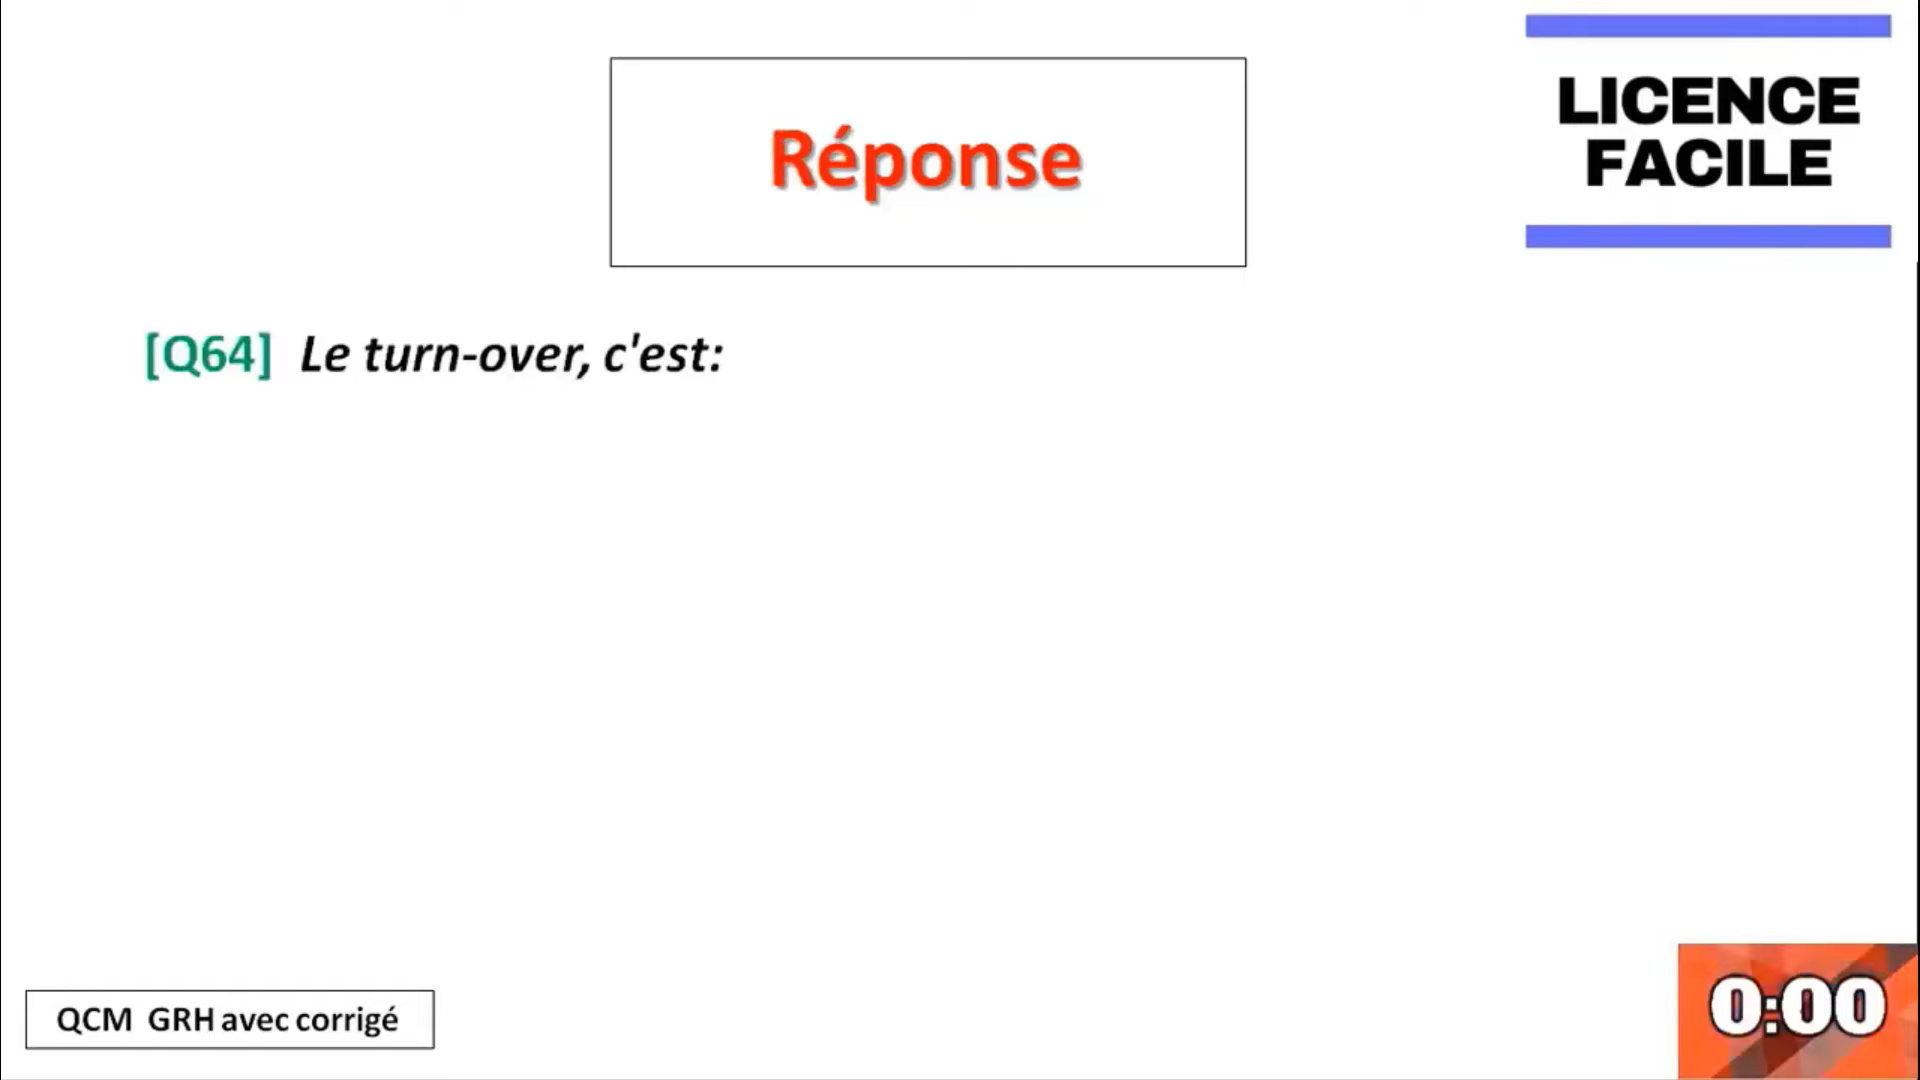 Réponse
LICENCE
FACILE
[Q64] Le turn-over, c'est:
QCM GRH avec corrigé
0:00